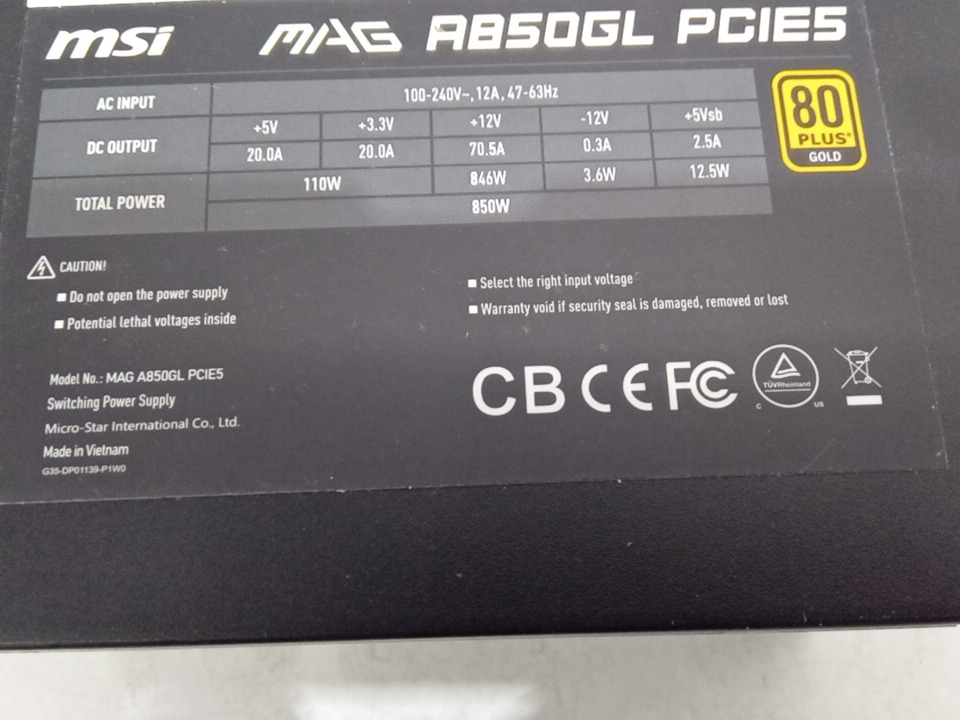 msi MAG A850GL PCIE5
AC INPUT 100-240V~, 12A, 47-63Hz
DC OUTPUT +5V +3.3V +12V -12V +5Vsb
20.0A 20.0A 70.5A 0.3A 2.5A
TOTAL POWER 110W 846W 3.6W 12.5W
850W
80
PLUS®
GOLD
CAUTION!
Do not open the power supply
Potential lethal voltages inside
Select the right input voltage
Warranty void if security seal is damaged, removed or lost
Model No.: MAG A850GL PCIE5
Switching Power Supply
Micro-Star International Co., Ltd.
Made in Vietnam
G35-DP01139-P1W0
CB CE FC
TÜVRheinland
C US